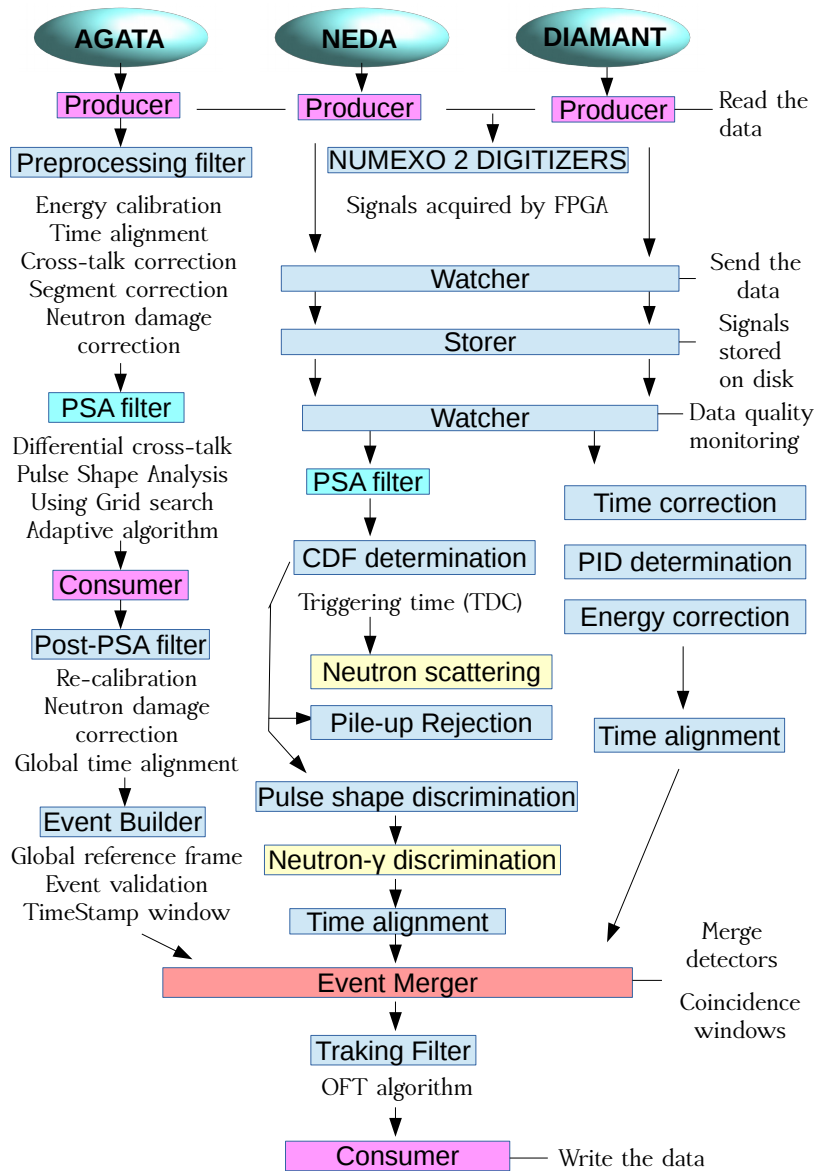 AGATA
NEDA
DIAMANT
Producer
Producer
Producer
Read the
data
Preprocessing filter
NUMEXO 2 DIGITIZERS
Energy calibration
Time alignment
Cross-talk correction
Segment correction
Neutron damage
correction
Signals acquired by FPGA
Watcher
Send the
data
Storer
Signals
stored
on disk
Watcher
Data quality
monitoring
PSA filter
Differential cross-talk
Pulse Shape Analysis
Using Grid search
Adaptive algorithm
Consumer
Post-PSA filter
Re-calibration
Neutron damage
correction
Global time alignment
Event Builder
Global reference frame
Event validation
TimeStamp window
PSA filter
CDF determination
Triggering time (TDC)
Neutron scattering
Pile-up Rejection
Pulse shape discrimination
Neutron-γ discrimination
Time alignment
Time correction
PID determination
Energy correction
Time alignment
Event Merger
Merge
detectors
Coincidence
windows
Traking Filter
OFT algorithm
Consumer
Write the data